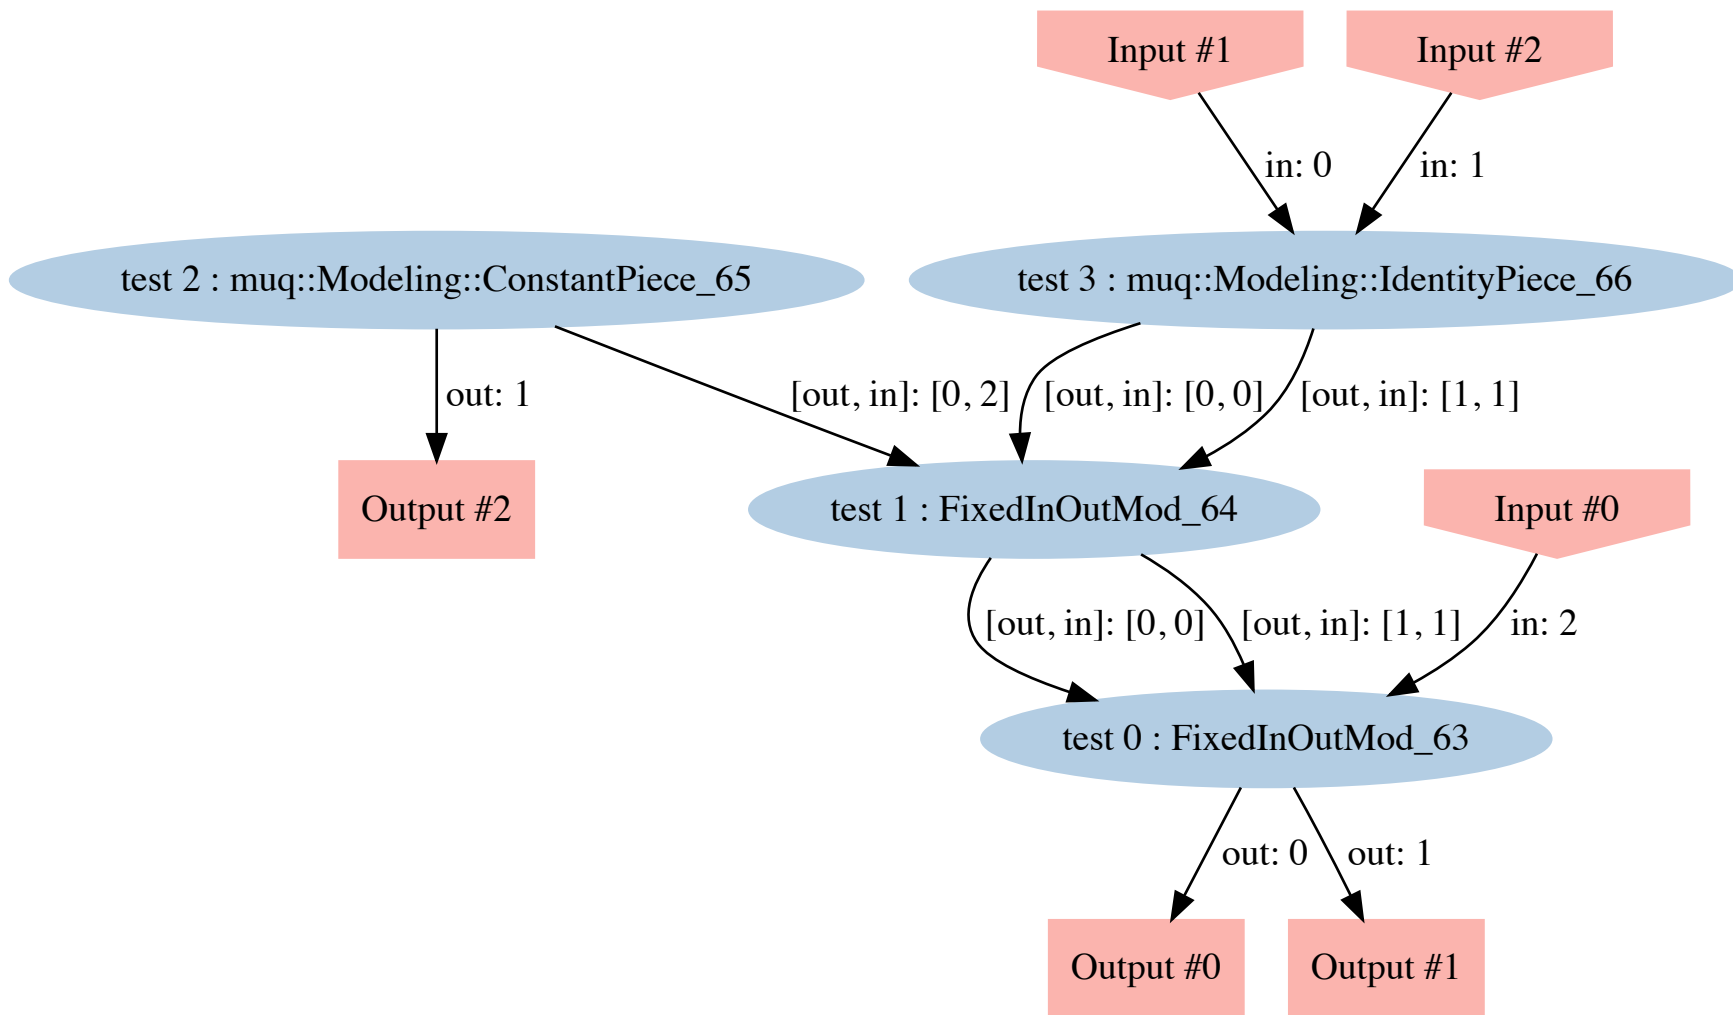 Input #1
Input #2
in: 0
in: 1
test 2 : muq::Modeling::ConstantPiece_65
test 3 : muq::Modeling::IdentityPiece_66
out: 1
[out, in]: [0, 2]
[out, in]: [0, 0]
[out, in]: [1, 1]
Output #2
test 1 : FixedInOutMod_64
Input #0
[out, in]: [0, 0]
[out, in]: [1, 1]
in: 2
test 0 : FixedInOutMod_63
out: 0
out: 1
Output #0
Output #1